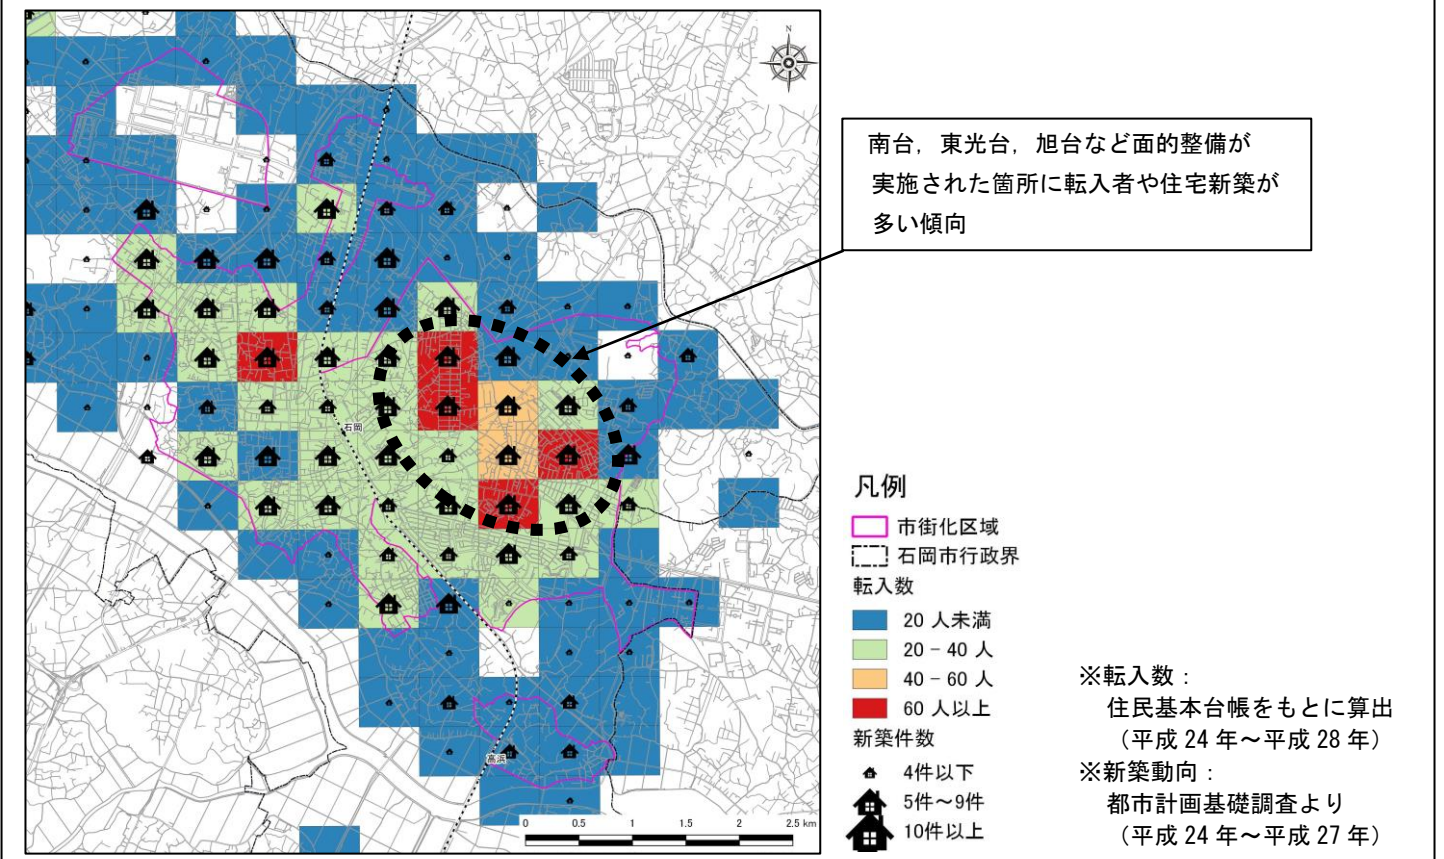 N
南台，東光台，旭台など面的整備が
実施された箇所に転入者や住宅新築が
多い傾向
石岡
高浜
0 0.5 1 1.5 2 2.5 km
凡例
市街化区域
石岡市行政界
転入数
20 人未満
20 − 40 人
40 − 60 人
60 人以上
新築件数
4件以下
5件～9件
10件以上
※転入数：
住民基本台帳をもとに算出
（平成 24 年～平成 28 年）
※新築動向：
都市計画基礎調査より
（平成 24 年～平成 27 年）